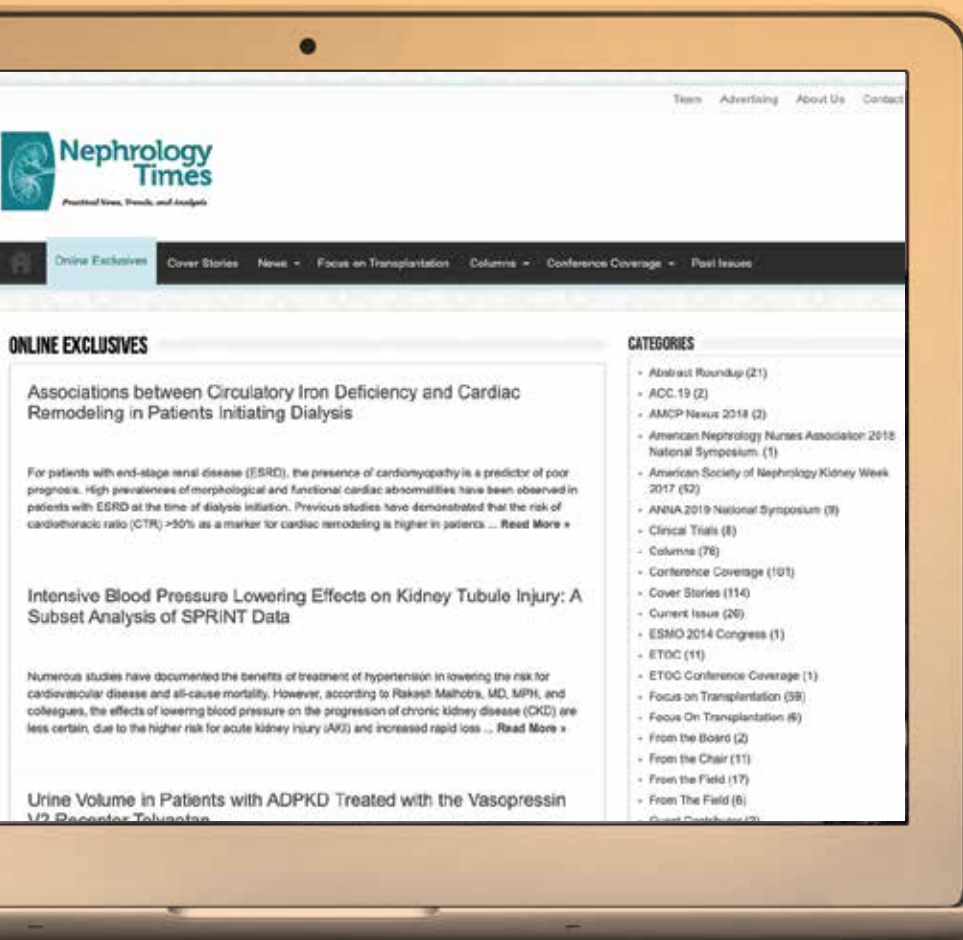 Team Advertising About Us Contact
Nephrology
Times
Practical News, Trends, and Analysis
Online Exclusives Cover Stories News Focus on Transplantation Columns Conference Coverage Past Issues
ONLINE EXCLUSIVES
Associations between Circulatory Iron Deficiency and Cardiac
Remodeling in Patients Initiating Dialysis
For patients with end-stage renal disease (ESRD), the presence of cardiomyopathy is a predictor of poor
prognosis. High prevalences of morphological and functional cardiac abnormalities have been observed in
patients with ESRD at the time of dialysis initiation. Previous studies have demonstrated that the risk of
cardiothoracic ratio (CTR) >50% as a marker for cardiac remodeling is higher in patients ... Read More »
Intensive Blood Pressure Lowering Effects on Kidney Tubule Injury: A
Subset Analysis of SPRINT Data
Numerous studies have documented the benefits of treatment of hypertension in lowering the risk for
cardiovascular disease and all-cause mortality. However, according to Rakesh Malhotra, MD, MPH, and
colleagues, the effects of lowering blood pressure on the progression of chronic kidney disease (CKD) are
less certain, due to the higher risk for acute kidney injury (AKI) and increased rapid loss ... Read More »
Urine Volume in Patients with ADPKD Treated with the Vasopressin
V2 Receptor Tolvaptan
CATEGORIES
- Abstract Roundup (21)
- ACC.19 (2)
- AMCP Nexus 2018 (2)
- American Nephrology Nurses Association 2018
National Symposium. (1)
- American Society of Nephrology Kidney Week
2017 (52)
- ANNA 2019 National Symposium (9)
- Clinical Trials (8)
- Columns (76)
- Conference Coverage (101)
- Cover Stories (114)
- Current Issue (26)
- ESMO 2014 Congress (1)
- ETOC (11)
- ETOC Conference Coverage (1)
- Focus on Transplantation (59)
- Focus On Transplantation (6)
- From the Board (2)
- From the Chair (11)
- From the Field (17)
- From The Field (6)
- Guest Contributor